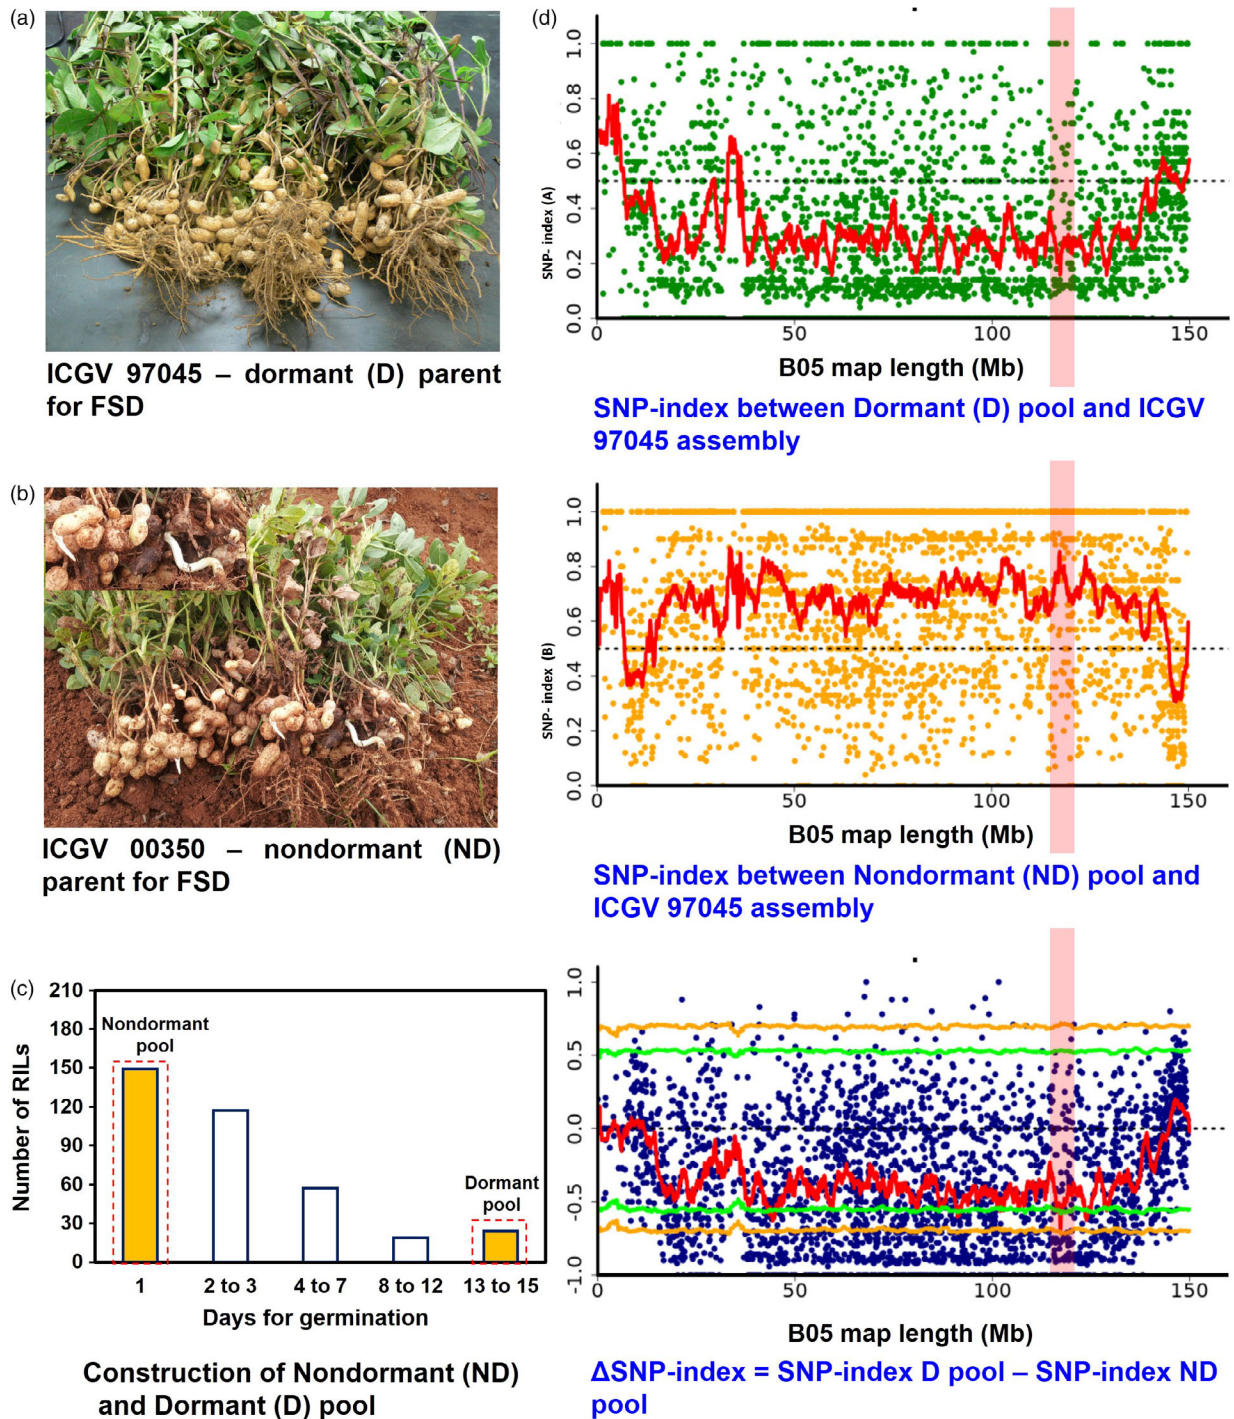 (a)
ICGV 97045 – dormant (D) parent
for FSD
(b)
ICGV 00350 – nondormant (ND)
parent for FSD
(c)
210
180
150
120
90
60
30
0
Number of RILs
Nondormant
pool
Dormant
pool
1
2 to 3
4 to 7
8 to 12
13 to 15
Days for germination
Construction of Nondormant (ND)
and Dormant (D) pool
(d)
1.0
0.8
0.6
0.4
0.2
0.0
SNP- index (A)
0
50
100
150
B05 map length (Mb)
SNP-index between Dormant (D) pool and ICGV
97045 assembly
1.0
0.8
0.6
0.4
0.2
0.0
SNP- index (B)
0
50
100
150
B05 map length (Mb)
SNP-index between Nondormant (ND) pool and
ICGV 97045 assembly
1.0
0.5
0.0
-0.5
-1.0
0
50
100
150
B05 map length (Mb)
ΔSNP-index = SNP-index D pool – SNP-index ND
pool